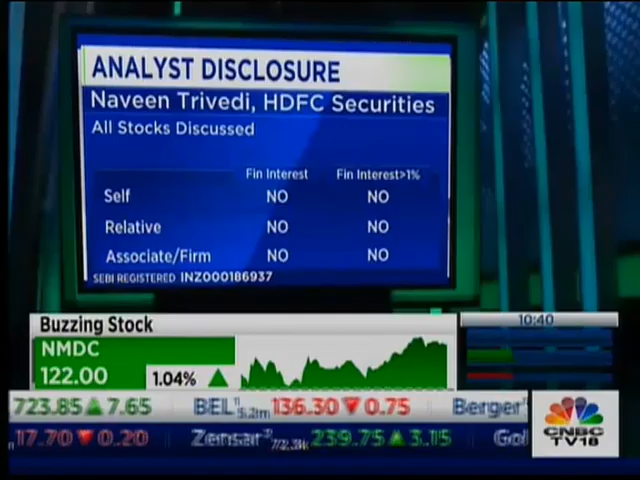 ANALYST DISCLOSURE
Naveen Trivedi, HDFC Securities
All Stocks Discussed
Fin Interest Fin Interest>1%
Self NO NO
Relative NO NO
Associate/Firm NO NO
SEBI REGISTERED INZ000186937
Buzzing Stock
NMDC
122.00 1.04%
10:40
723.85 7.65 BEL 5.2m 136.30 0.75 Berger
17.70 0.20 Zensar 239.75 3.15 Go
CNBC
TV18